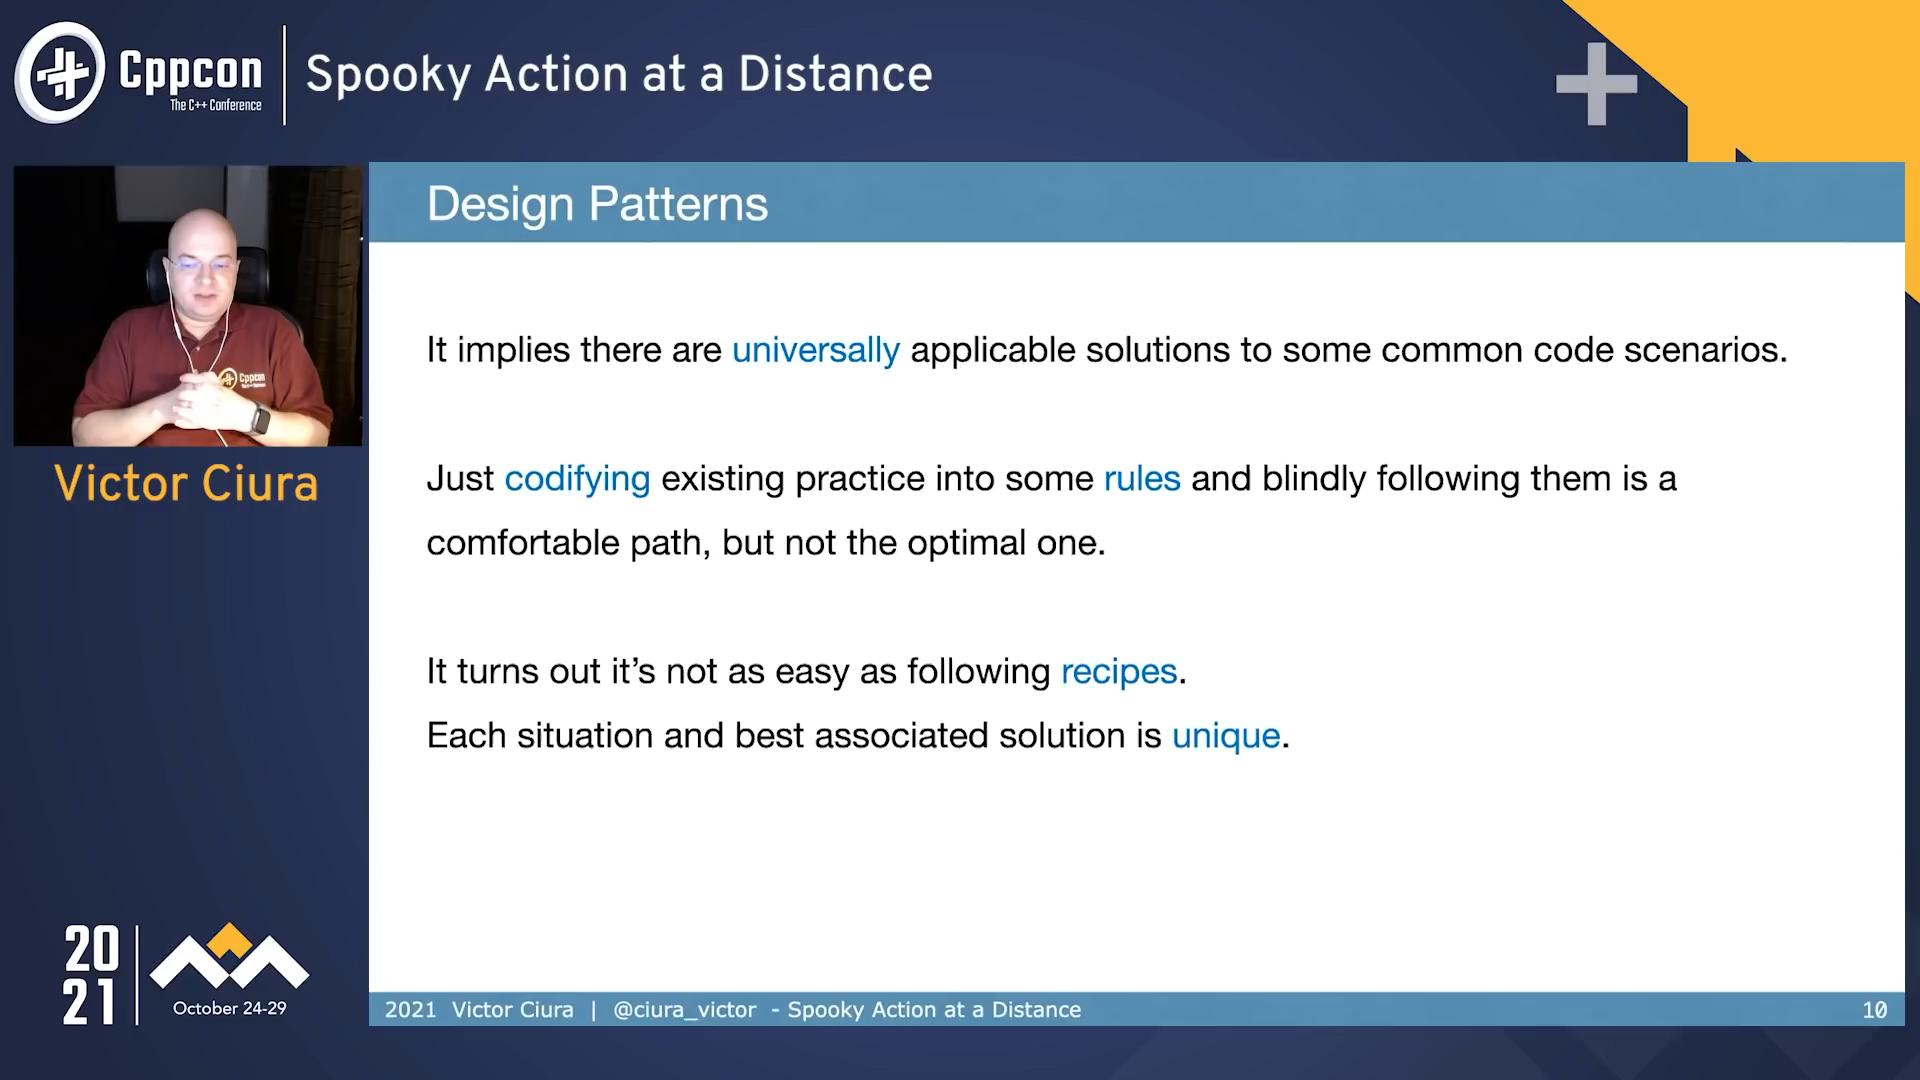 Cppcon
The C++ Conference
Spooky Action at a Distance
Design Patterns
It implies there are universally applicable solutions to some common code scenarios.
Just codifying existing practice into some rules and blindly following them is a
comfortable path, but not the optimal one.
It turns out it’s not as easy as following recipes.
Each situation and best associated solution is unique.
Cppcon
Victor Ciura
20
21
October 24-29
2021 Victor Ciura | @ciura_victor - Spooky Action at a Distance
10